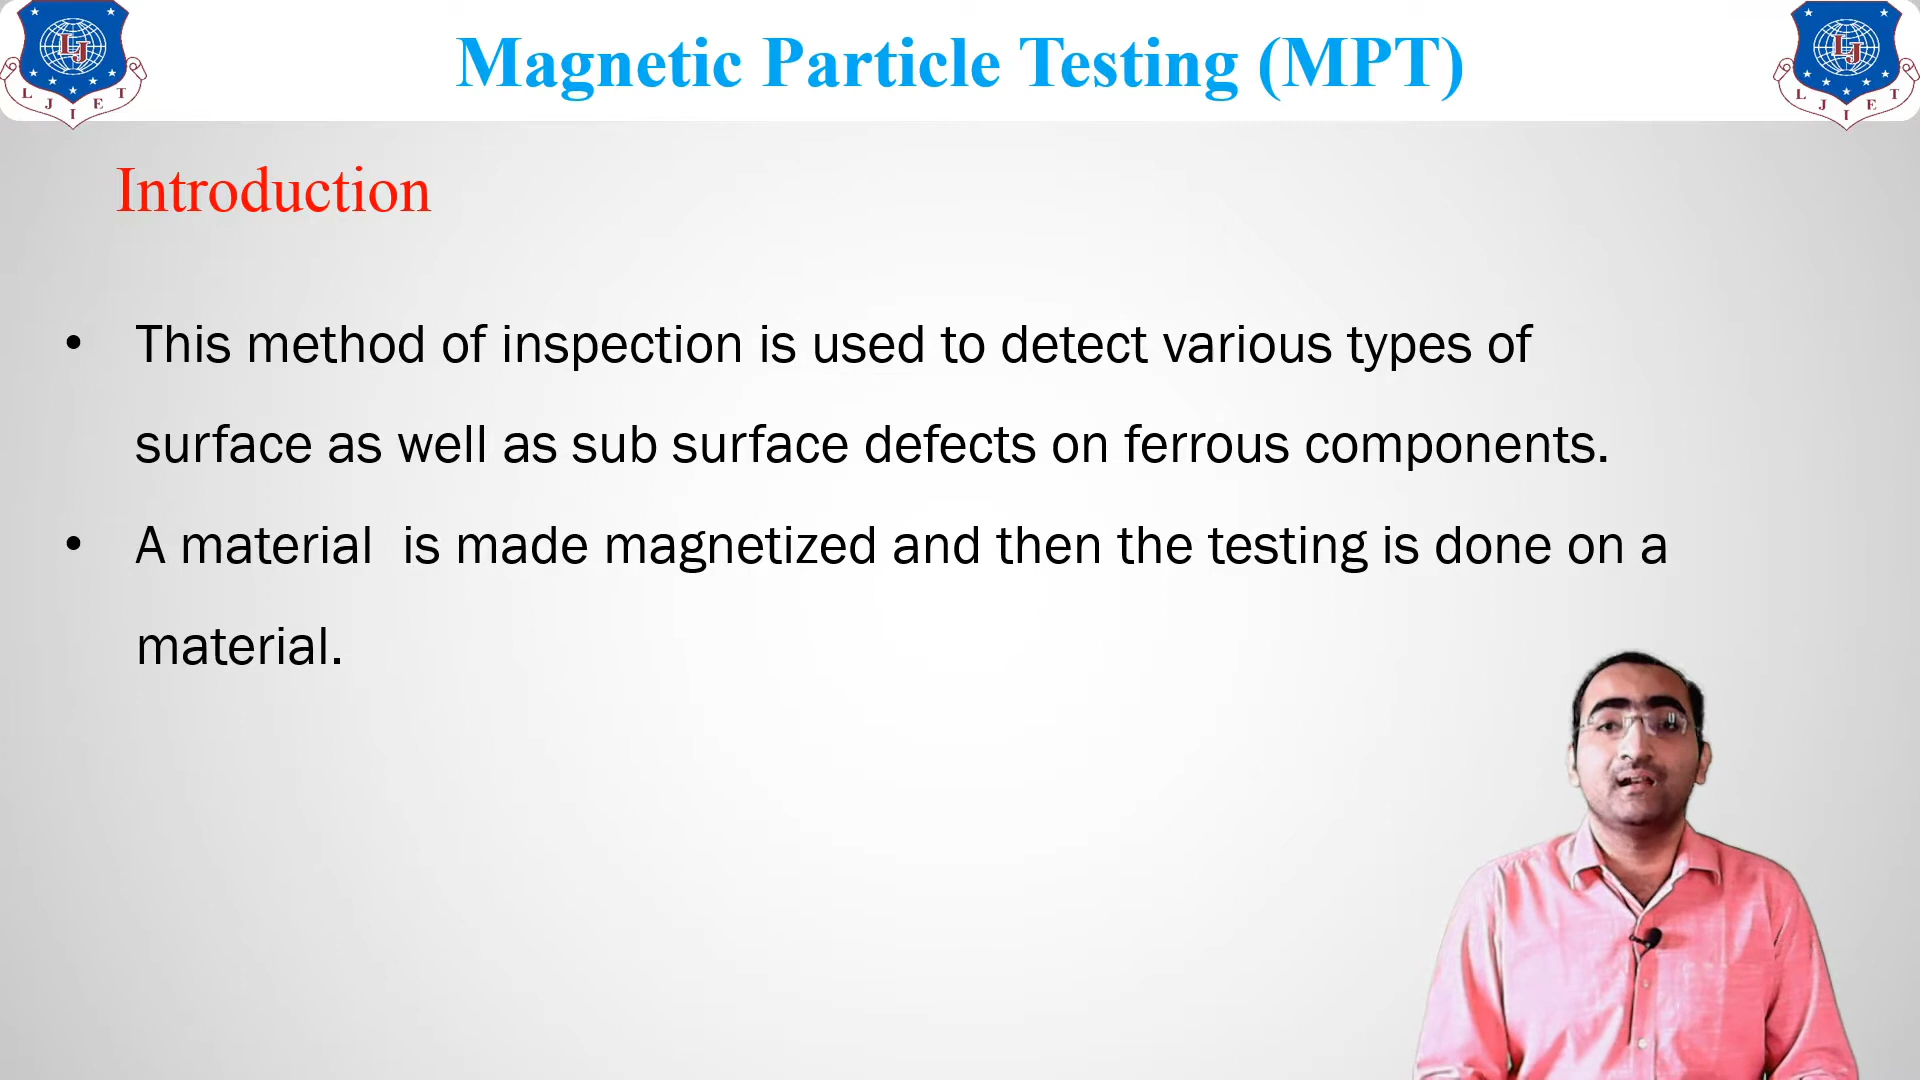 Magnetic Particle Testing (MPT)
LJ
L J I E T
LJ
L J I E T
Introduction
• This method of inspection is used to detect various types of
surface as well as sub surface defects on ferrous components.
• A material is made magnetized and then the testing is done on a
material.